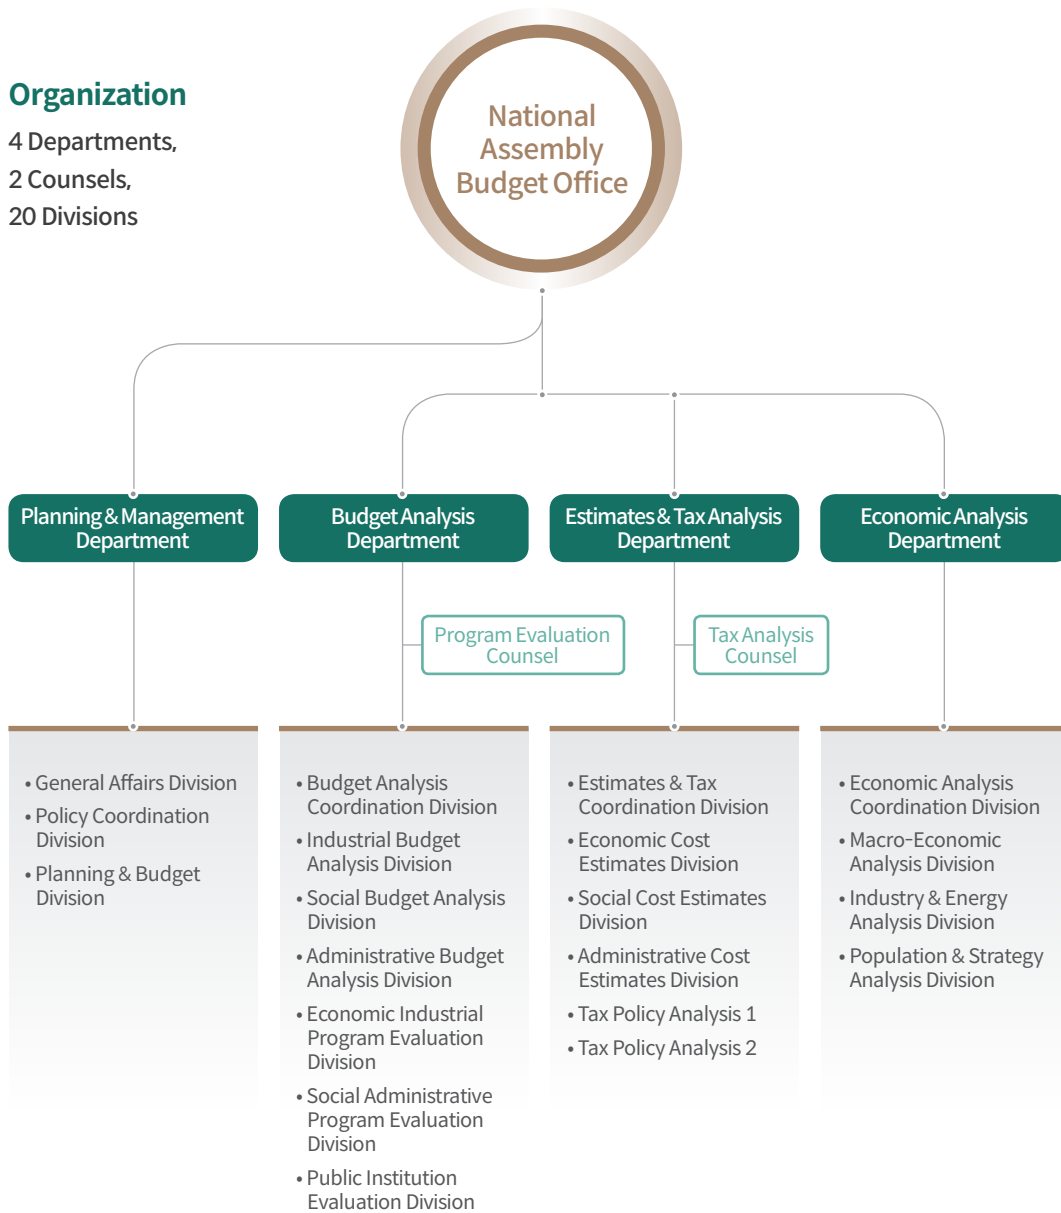 Organization
4 Departments,
2 Counsels,
20 Divisions
National
Assembly
Budget Office
Planning & Management
Department
Budget Analysis
Department
Estimates & Tax Analysis
Department
Economic Analysis
Department
Program Evaluation
Counsel
Tax Analysis
Counsel
• General Affairs Division
• Policy Coordination
Division
• Planning & Budget
Division
• Budget Analysis
Coordination Division
• Industrial Budget
Analysis Division
• Social Budget Analysis
Division
• Administrative Budget
Analysis Division
• Economic Industrial
Program Evaluation
Division
• Social Administrative
Program Evaluation
Division
• Public Institution
Evaluation Division
• Estimates & Tax
Coordination Division
• Economic Cost
Estimates Division
• Social Cost Estimates
Division
• Administrative Cost
Estimates Division
• Tax Policy Analysis 1
• Tax Policy Analysis 2
• Economic Analysis
Coordination Division
• Macro-Economic
Analysis Division
• Industry & Energy
Analysis Division
• Population & Strategy
Analysis Division